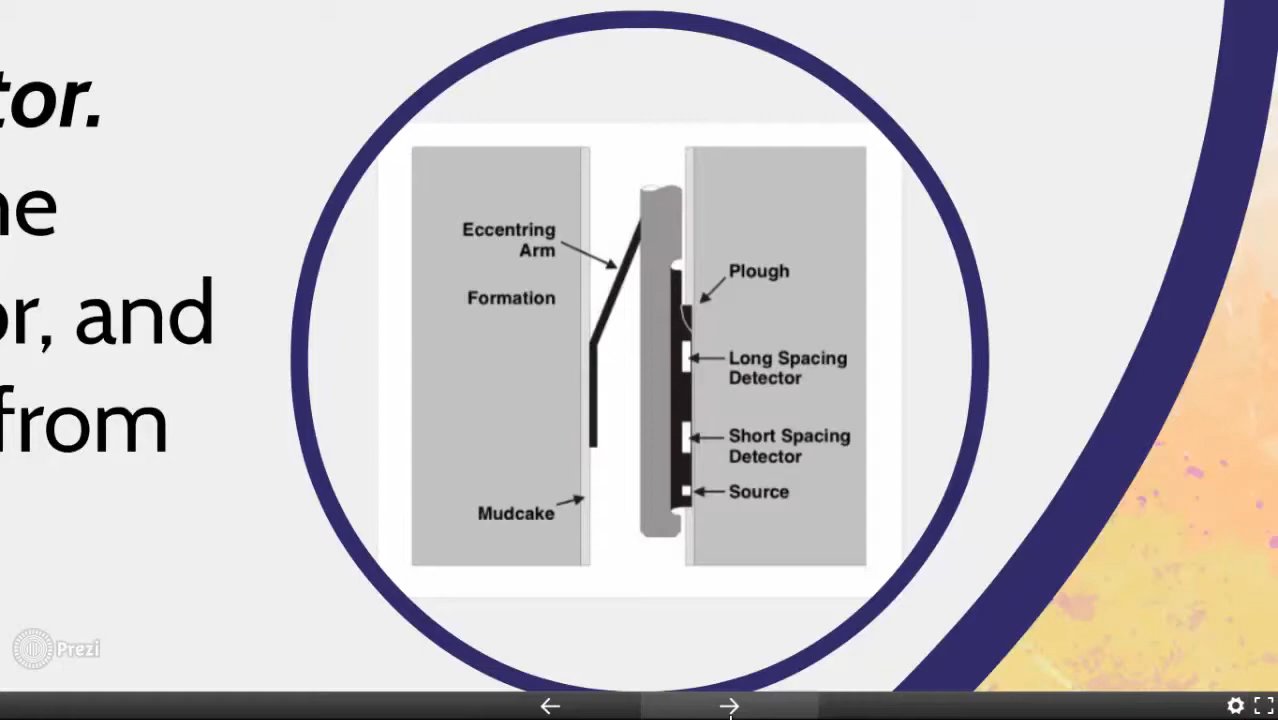 tor.
ne
or, and
from
Eccentring
Arm
Formation
Mudcake
Plough
Long Spacing
Detector
Short Spacing
Detector
Source
Prezi